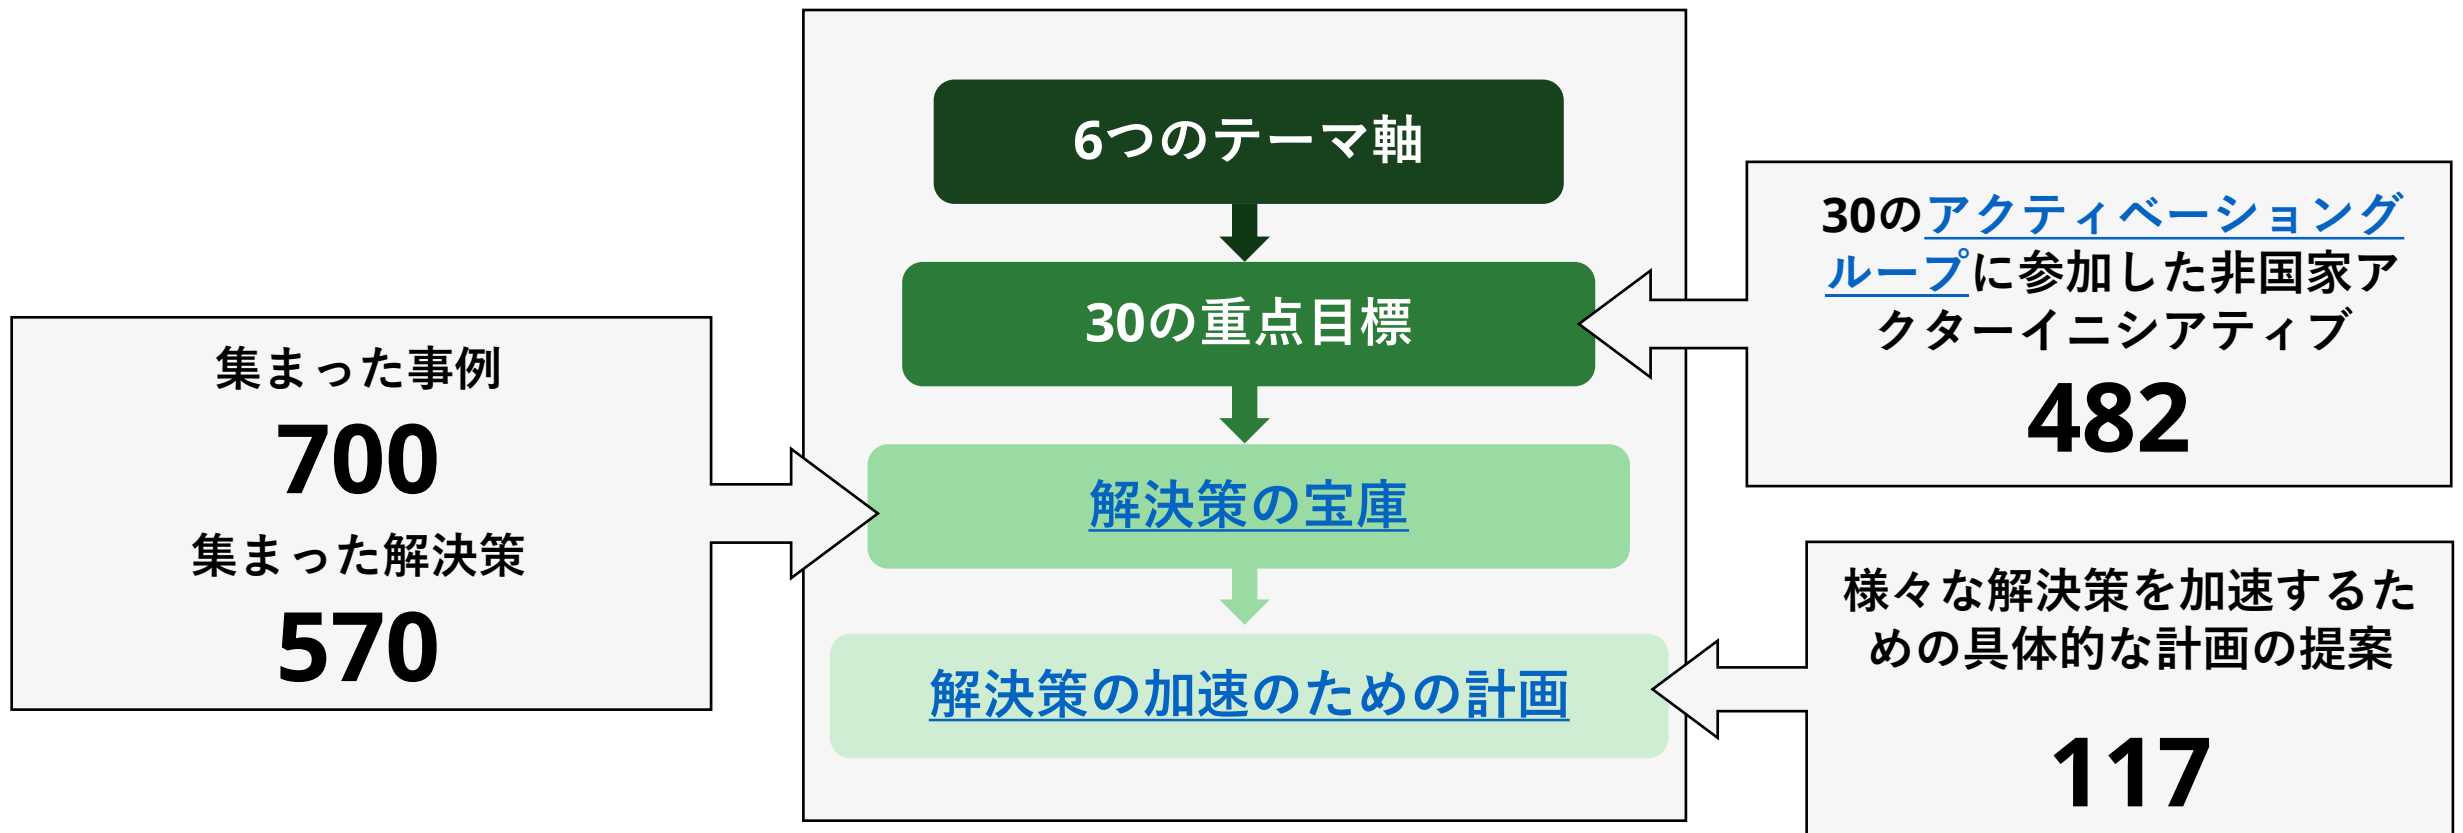 6つのテーマ軸
30の重点目標
解決策の宝庫
解決策の加速のための計画
集まった事例
700
集まった解決策
570
30のアクティベーショング
ループに参加した非国家ア
クターイニシアティブ
482
様々な解決策を加速するた
めの具体的な計画の提案
117